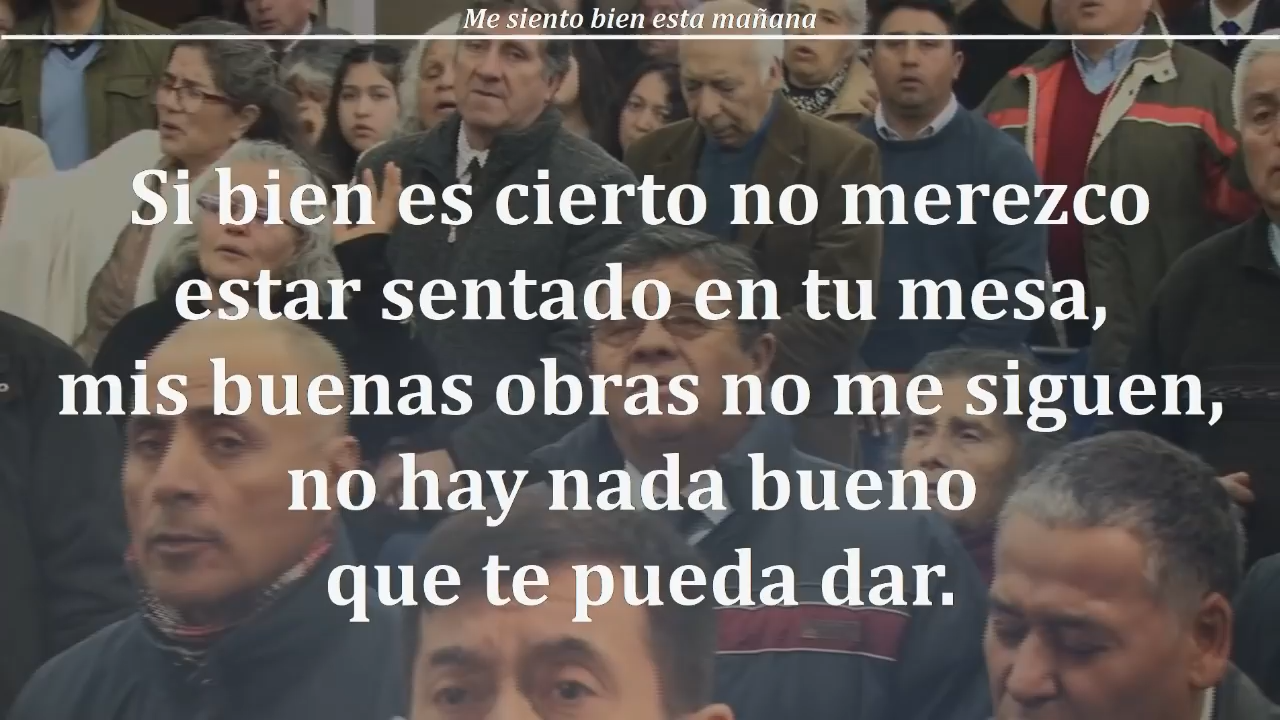 Me siento bien esta mañana
Si bien es cierto no merezco
estar sentado en tu mesa,
mis buenas obras no me siguen,
no hay nada bueno
que te pueda dar.